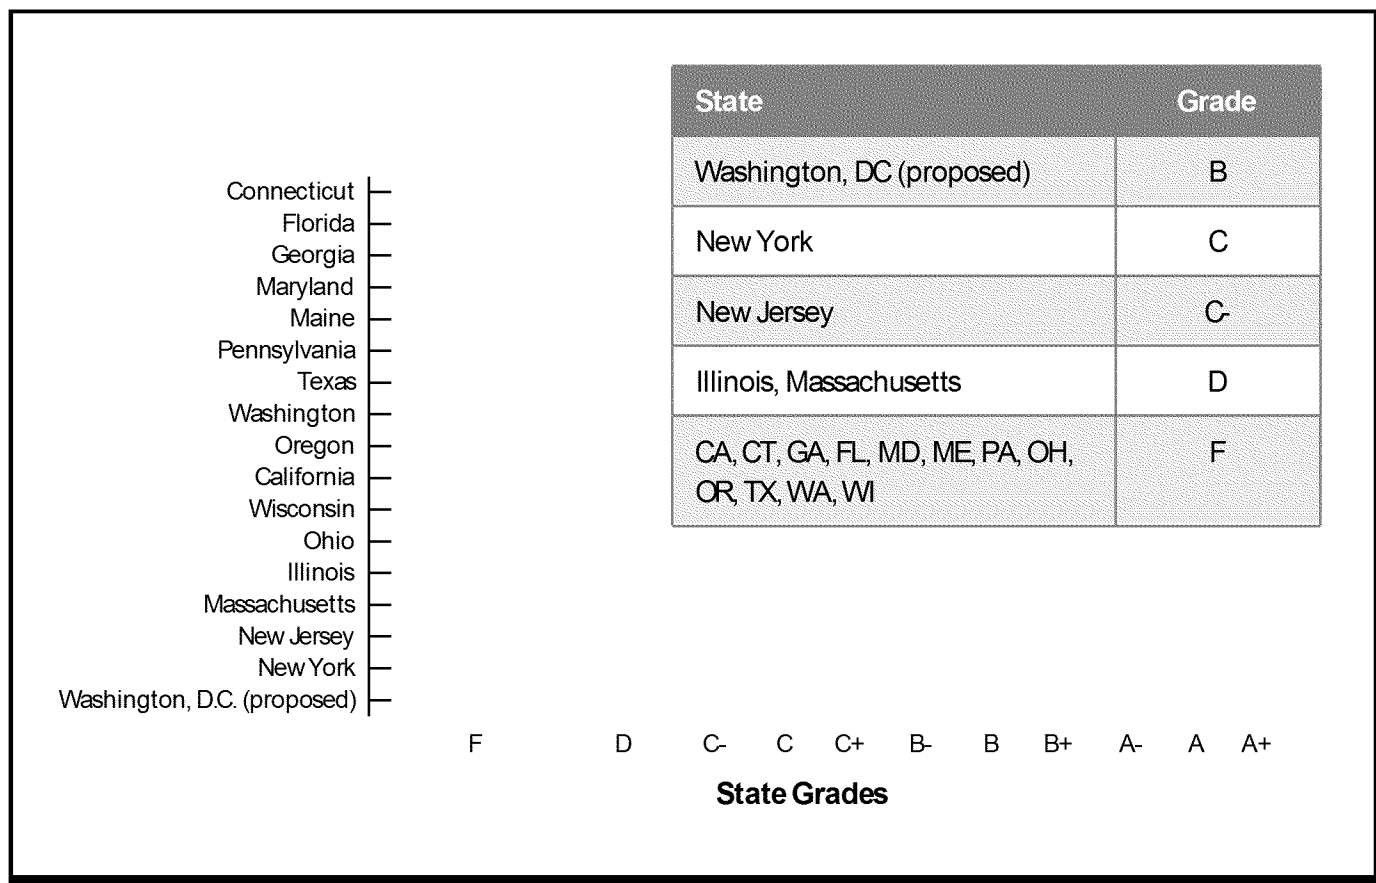 State Grade
Washington, DC (proposed) B
New York C
New Jersey C-
Illinois, Massachusetts D
CA, CT, GA, FL, MD, ME, PA, OH, F
OR, TX, WA, WI
Connecticut
Florida
Georgia
Maryland
Maine
Pennsylvania
Texas
Washington
Oregon
California
Wisconsin
Ohio
Illinois
Massachusetts
New Jersey
New York
Washington, D.C. (proposed)
F D C- C C+ B- B B+ A- A A+
State Grades